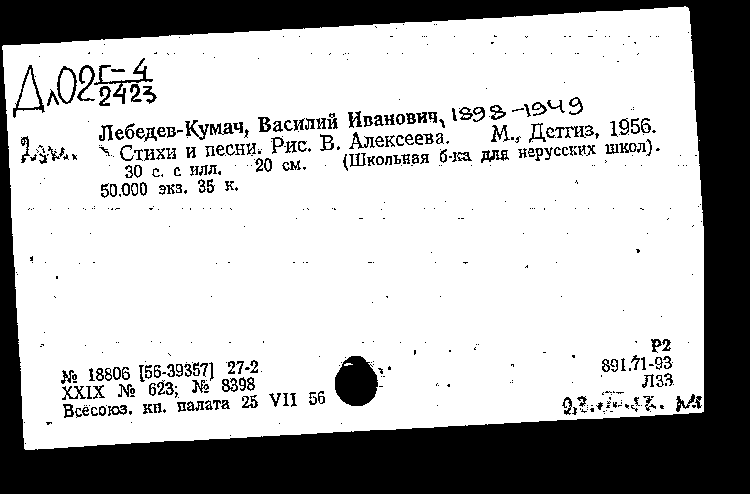 Дл02 Г-4
2423
2 экз.
Лебедев-Кумач, Василий Иванович, 1898-1949
Стихи и песни. Рис. В. Алексеева. М., Детгиз, 1956.
30 с. с илл. 20 см. (Школьная б-ка для нерусских школ).
50.000 экз. 35 к.
Р2
№ 18806 [56-39357] 27-2
891.71-93
XXIX № 623; № 8398
Л33
Всесоюз. кн. палата 25 VII 56